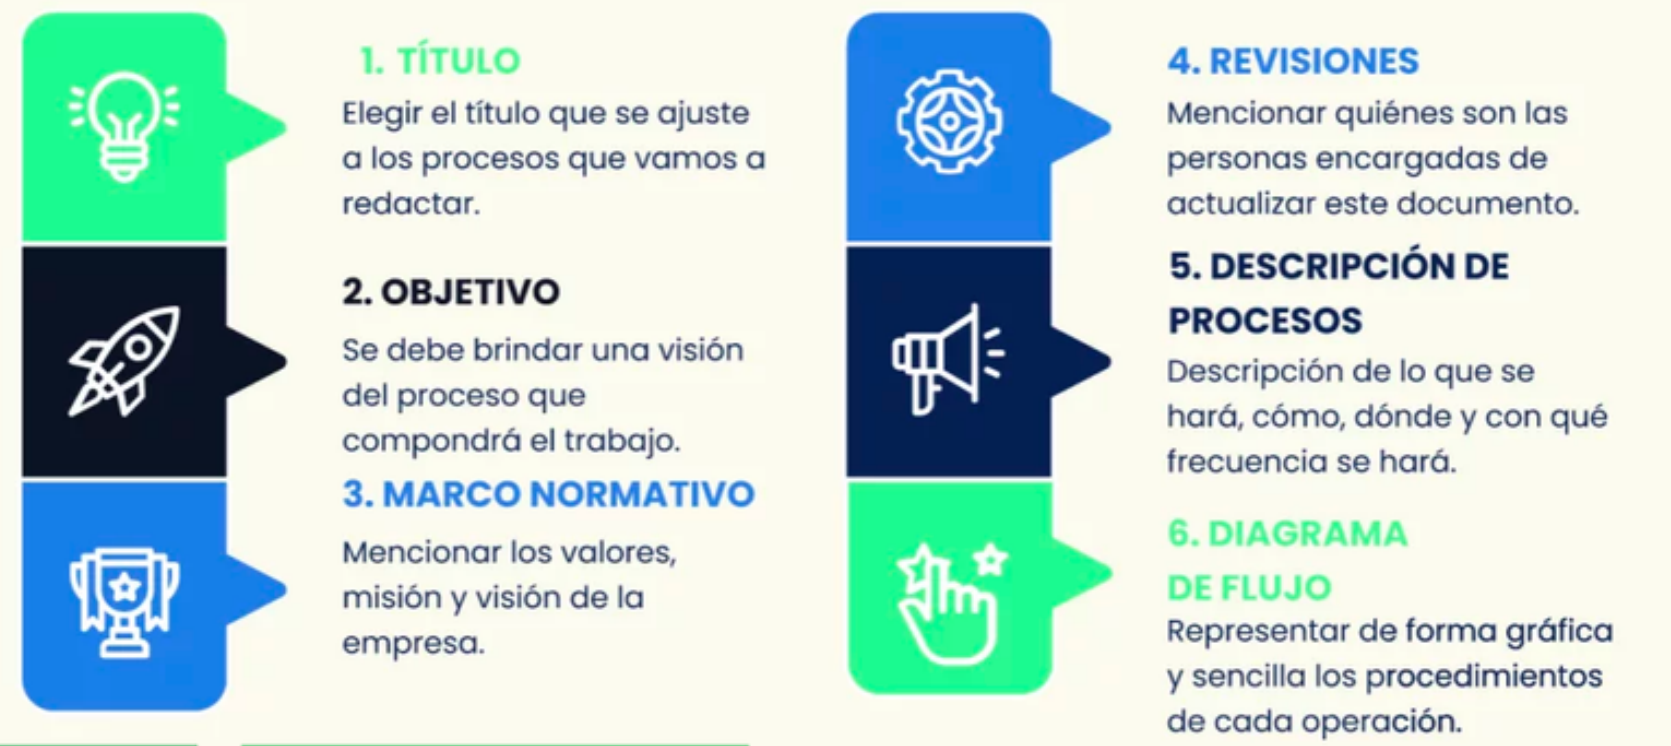 1. TÍTULO
Elegir el título que se ajuste
a los procesos que vamos a
redactar.
2. OBJETIVO
Se debe brindar una visión
del proceso que
compondrá el trabajo.
3. MARCO NORMATIVO
Mencionar los valores,
misión y visión de la
empresa.
4. REVISIONES
Mencionar quiénes son las
personas encargadas de
actualizar este documento.
5. DESCRIPCIÓN DE
PROCESOS
Descripción de lo que se
hará, cómo, dónde y con qué
frecuencia se hará.
6. DIAGRAMA
DE FLUJO
Representar de forma gráfica
y sencilla los procedimientos
de cada operación.